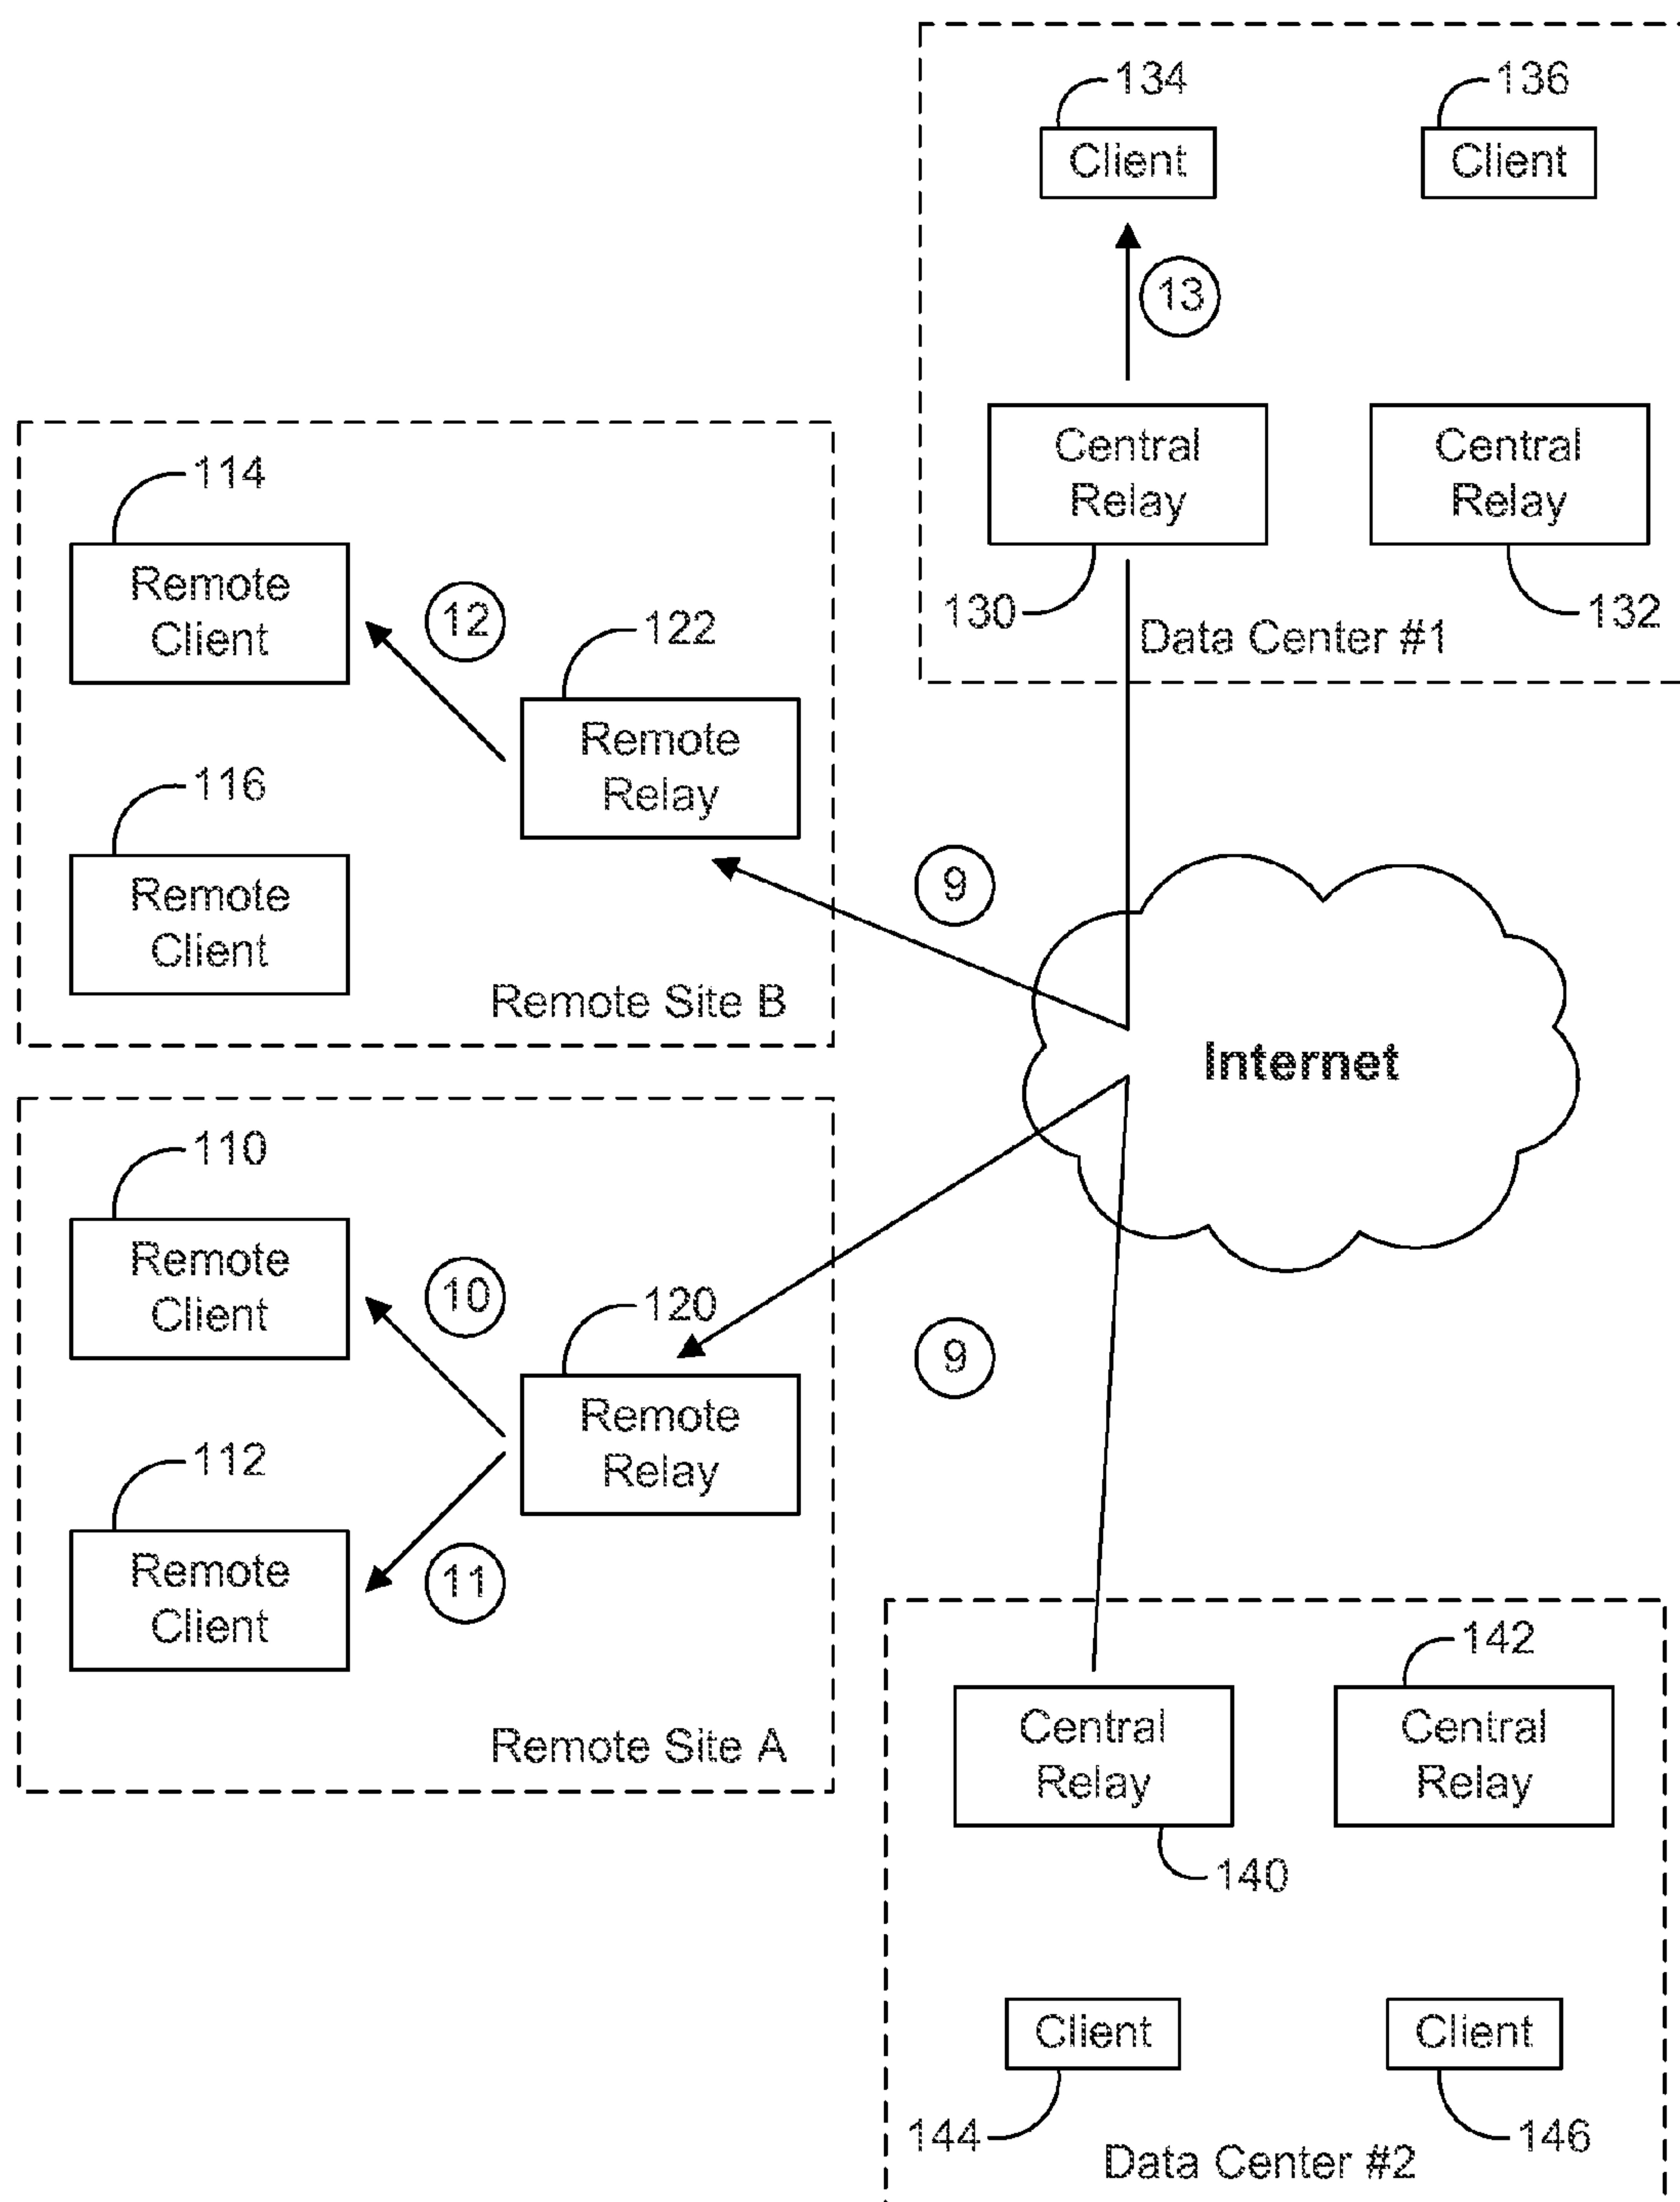 134
136
Client
Client
13
Central
Relay
Central
Relay
130
132
Data Center #1
114
Remote
Client
12
122
Remote
Relay
116
Remote
Client
Remote Site B
9
Internet
110
Remote
Client
10
120
Remote
Relay
112
Remote
Client
11
Remote Site A
9
142
Central
Relay
Central
Relay
140
Client
Client
144
146
Data Center #2